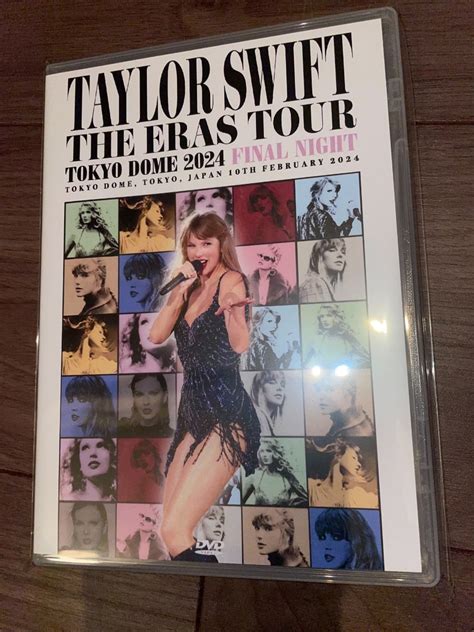 TAYLOR SWIFT
THE ERAS TOUR
TOKYO DOME 2024 FINAL NIGHT
TOKYO DOME, TOKYO, JAPAN 10TH FEBRUARY 2024
DVD